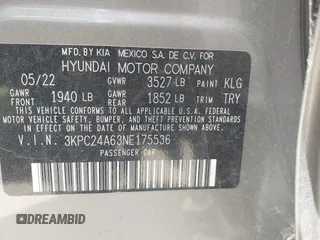 MFD.BY KIA MEXICO S.A. DE C.V. FOR
HYUNDAI MOTOR COMPANY
05/22 GVWR 3527 LB PAINT KLG
GAWR FRONT 1940 LB GAWR REAR 1852 LB TRIM TRY
THIS VEHICLE CONFORMS TO ALL APPLICABLE
FEDERAL MOTOR VEHICLE SAFETY, BUMPER, AND
THEFT PREVENTION STANDARDS IN EFFECT ON THE
DATE OF MANUFACTURE SHOWN ABOVE.
V.I.N. 3KPC24A63NE175536
PASSENGER CAR
DREAMBID